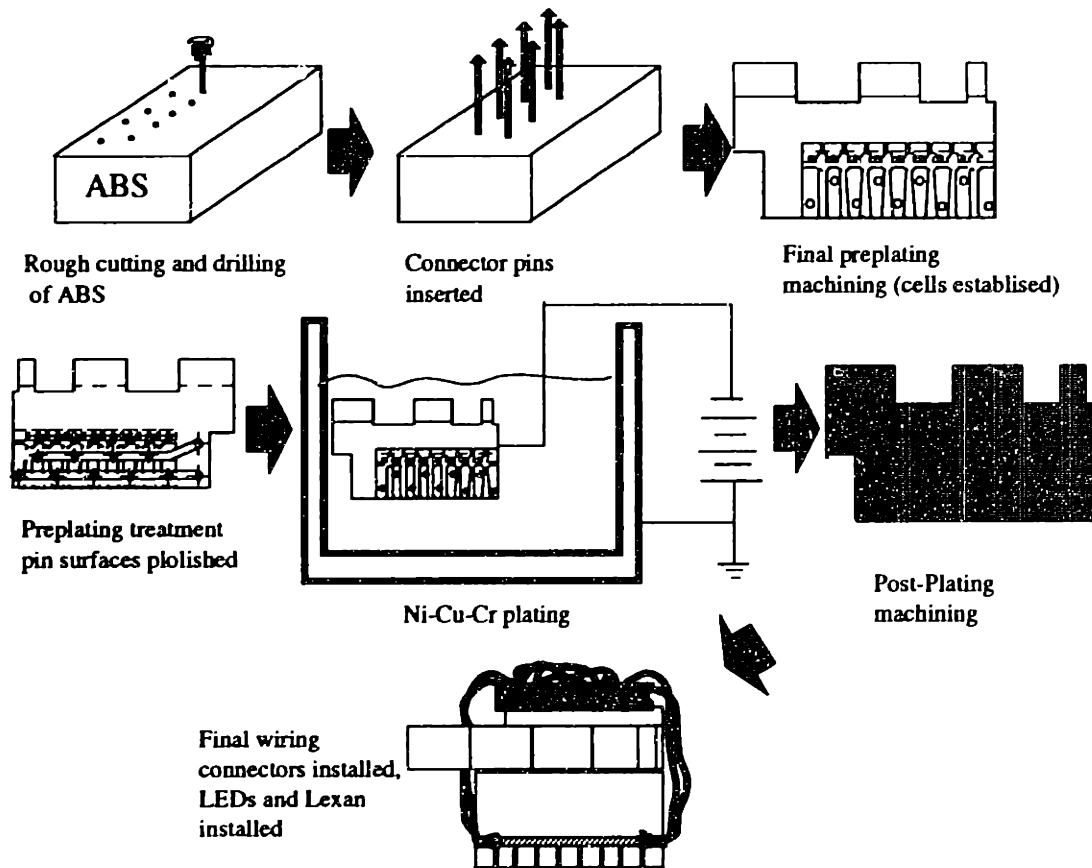 ABS
Rough cutting and drilling
of ABS
Connector pins
inserted
Final preplating
machining (cells establised)
Preplating treatment
pin surfaces plolished
Ni-Cu-Cr plating
Post-Plating
machining
Final wiring
connectors installed,
LEDs and Lexan
installed